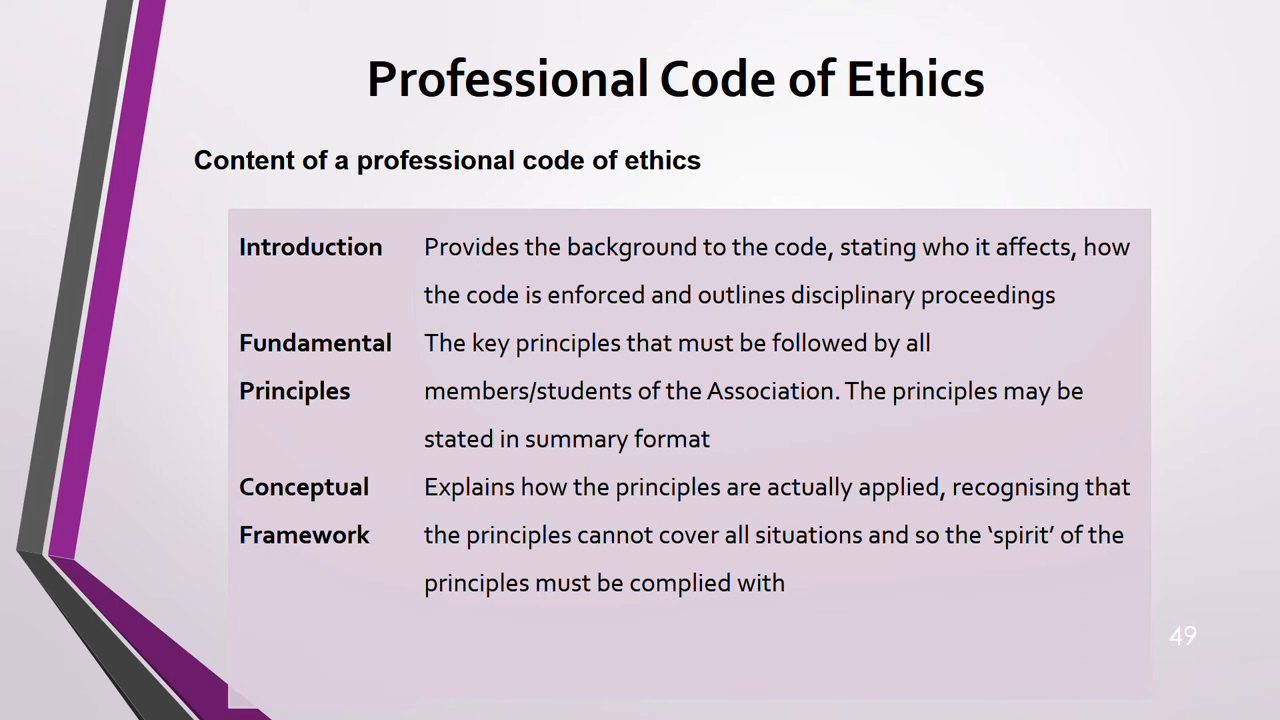 Professional Code of Ethics
Content of a professional code of ethics
Introduction Provides the background to the code, stating who it affects, how
the code is enforced and outlines disciplinary proceedings
Fundamental The key principles that must be followed by all
Principles members/students of the Association. The principles may be
stated in summary format
Conceptual Explains how the principles are actually applied, recognising that
Framework the principles cannot cover all situations and so the ‘spirit’ of the
principles must be complied with
49